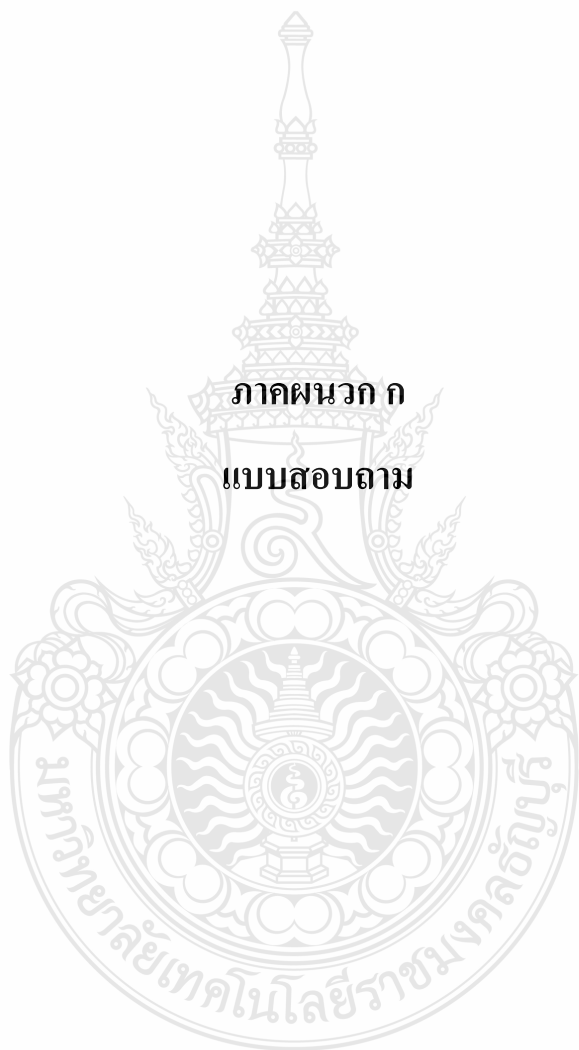 ภาคผนวก ก
แบบสอบถาม
มหาวิทยาลัยเทคโนโลยีราชมงคลธัญบุรี